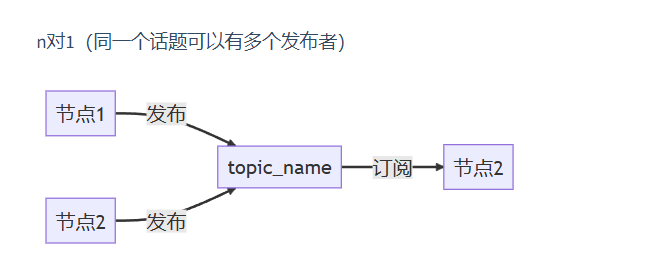 n对1（同一个话题可以有多个发布者）
节点1
发布
topic_name
订阅
节点2
节点2
发布